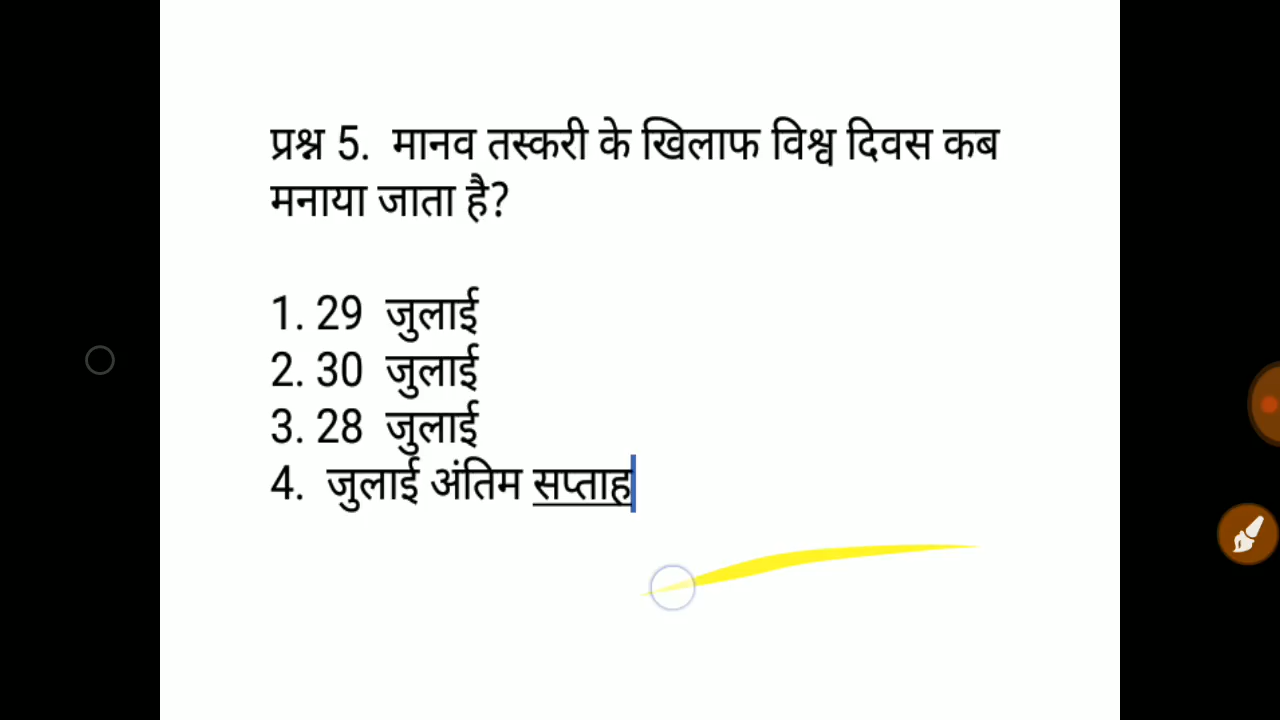 प्रश्न 5. मानव तस्करी के खिलाफ विश्व दिवस कब
मनाया जाता है?
1. 29 जुलाई
2. 30 जुलाई
3. 28 जुलाई
4. जुलाई अंतिम सप्ताह